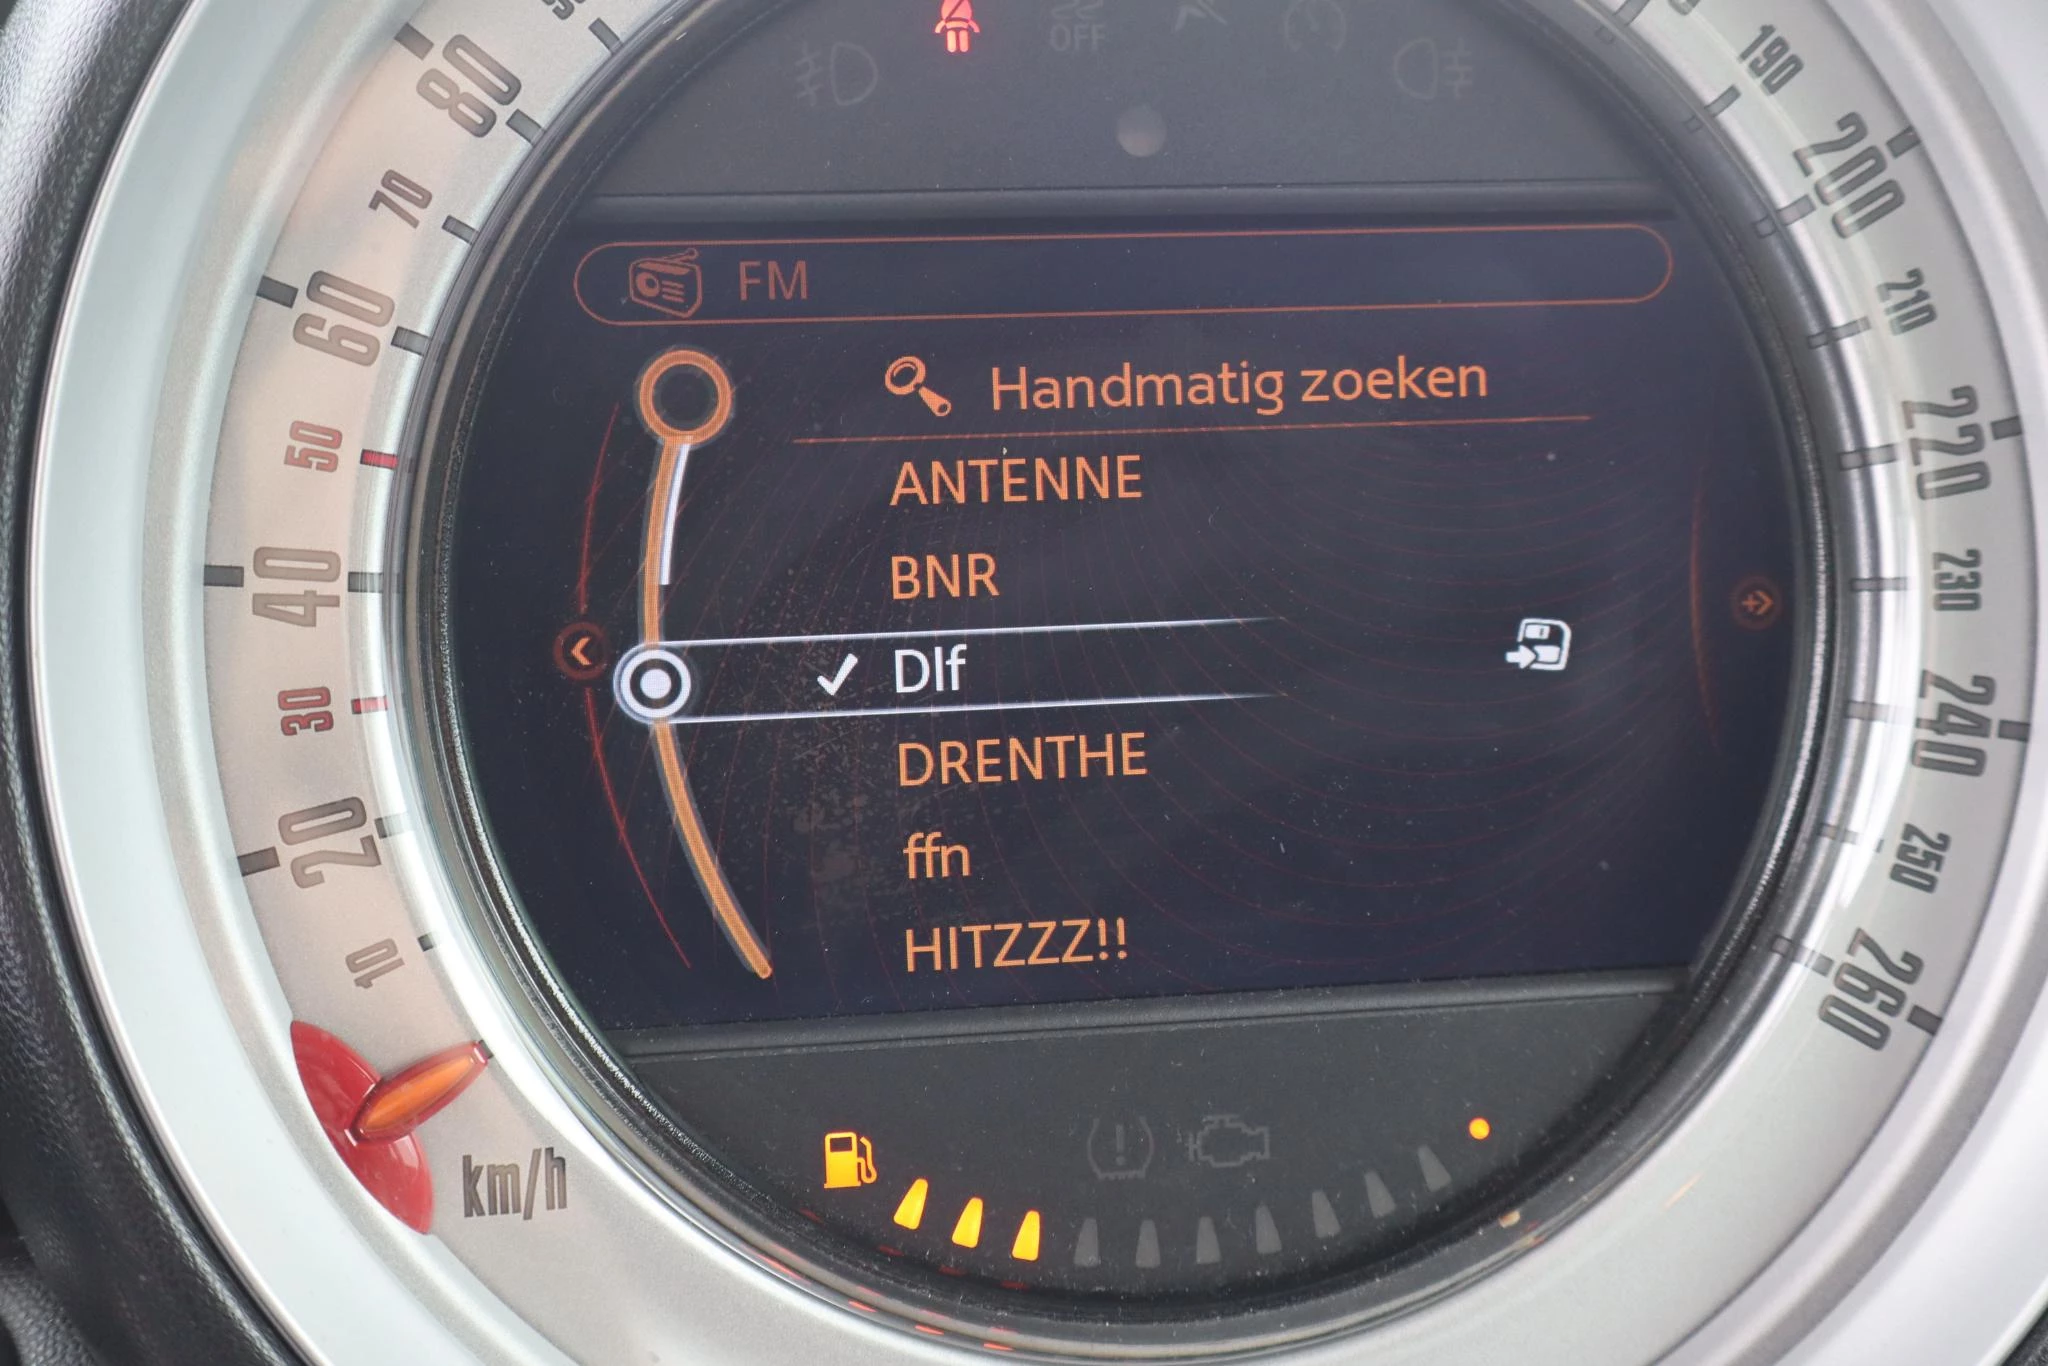 80
70
60
50
40
30
20
10
km/h
OFF
FM
Handmatig zoeken
ANTENNE
BNR
Dlf
DRENTHE
ffn
HITZZZ!!
190
200
210
220
230
240
250
260